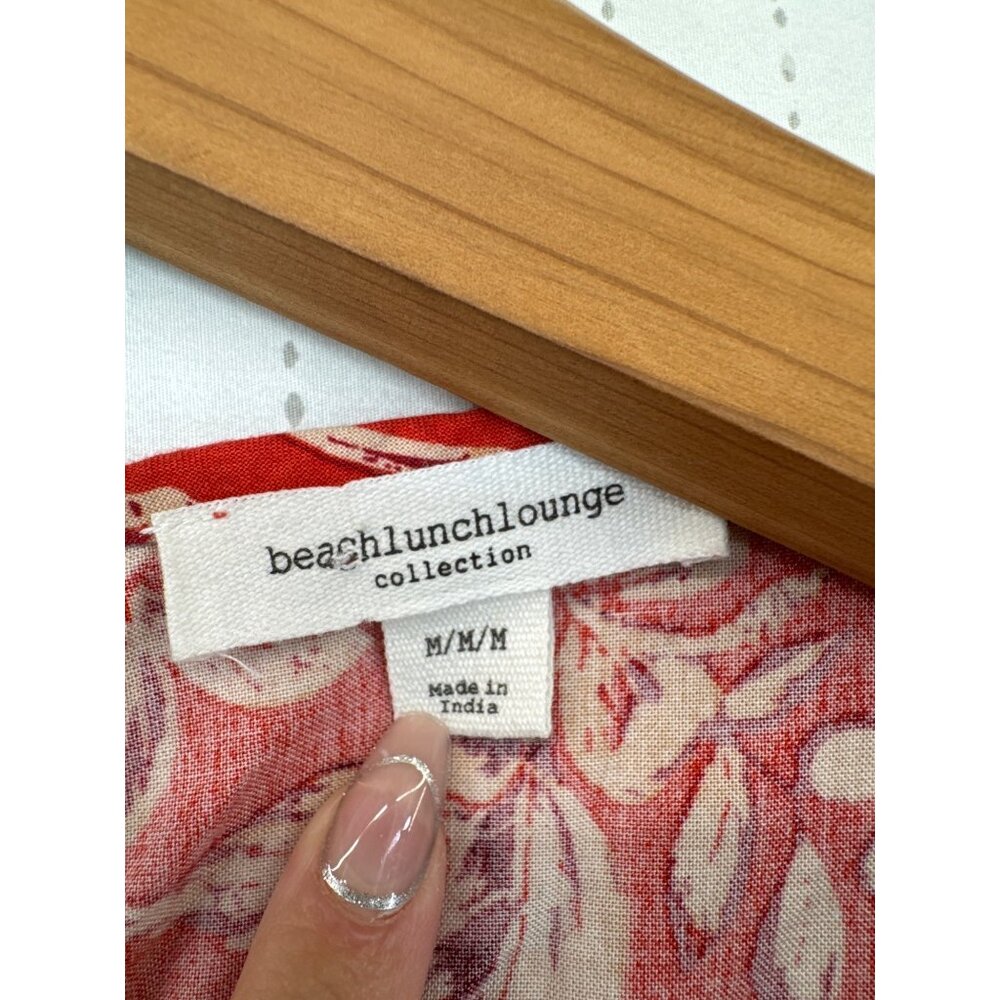 beachlunchlounge
collection
M/M/M
Made in
India